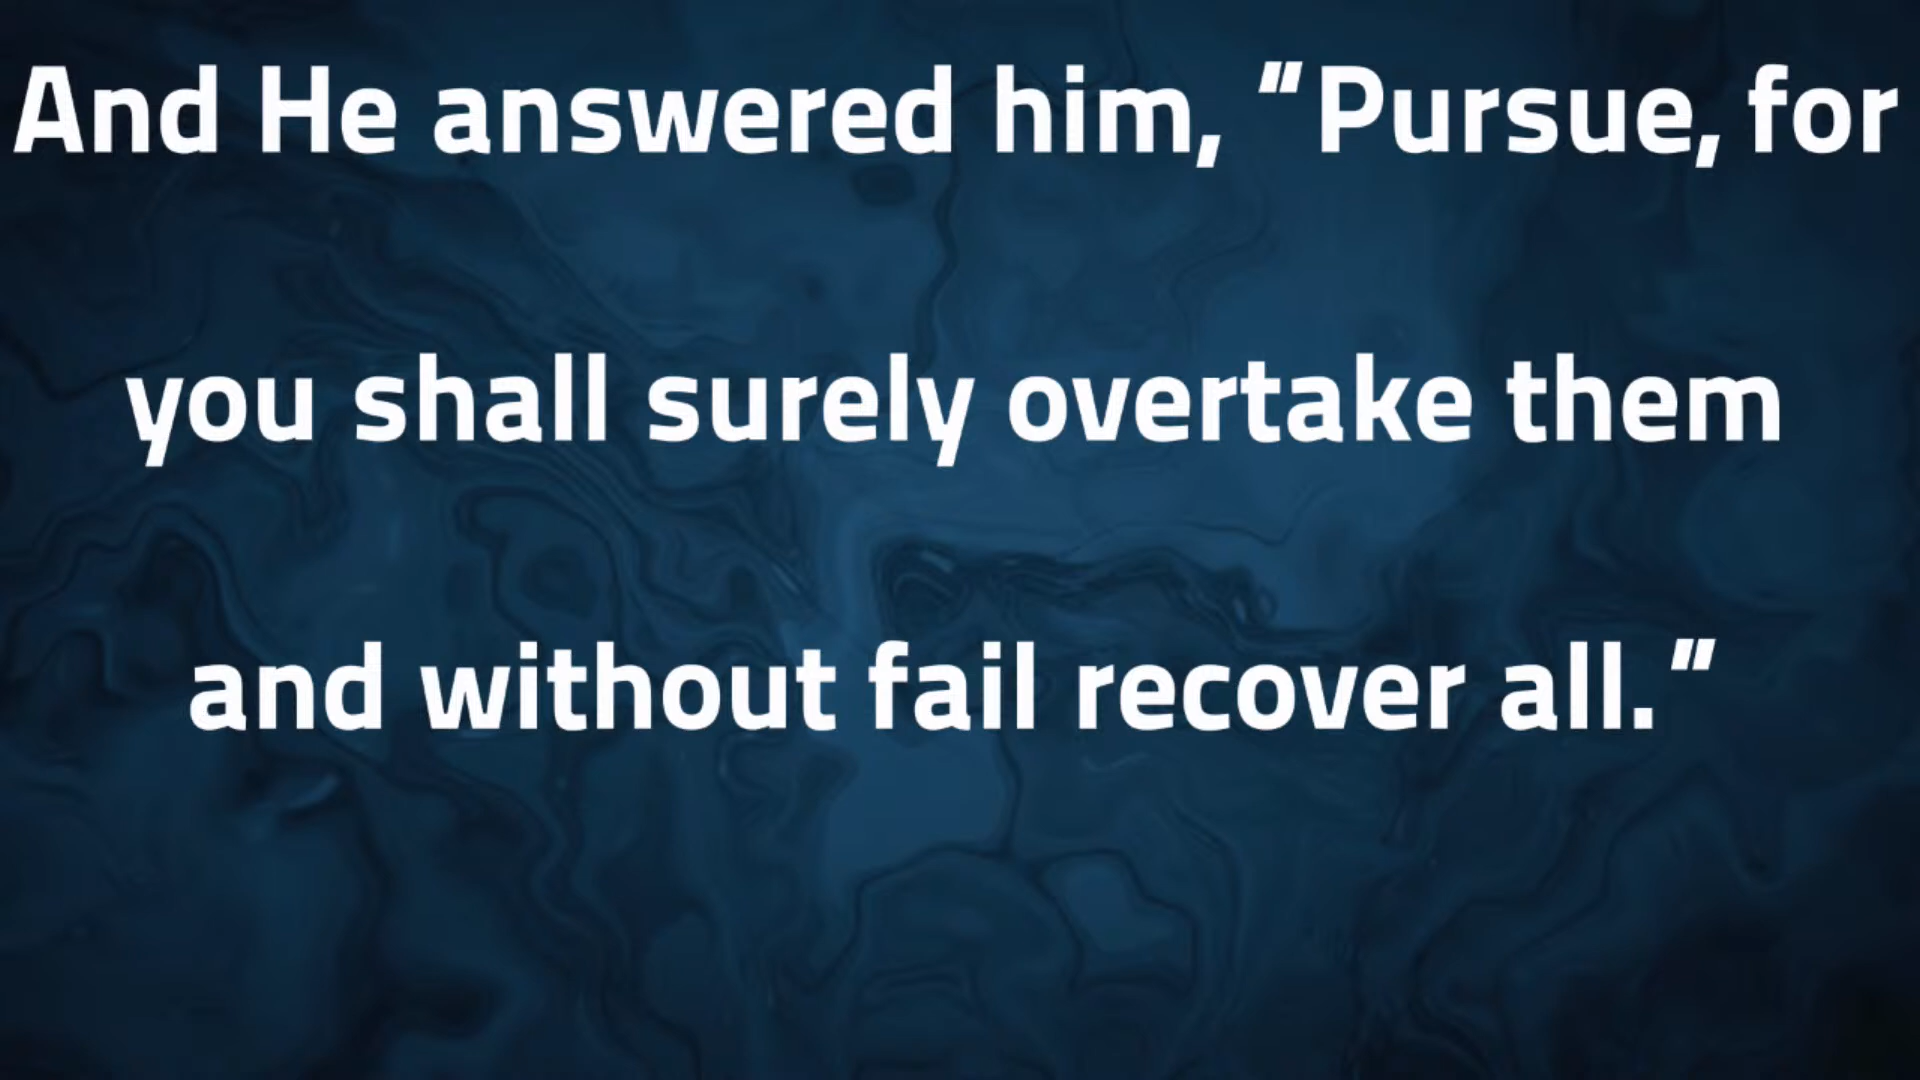 And He answered him, "Pursue, for
you shall surely overtake them
and without fail recover all."